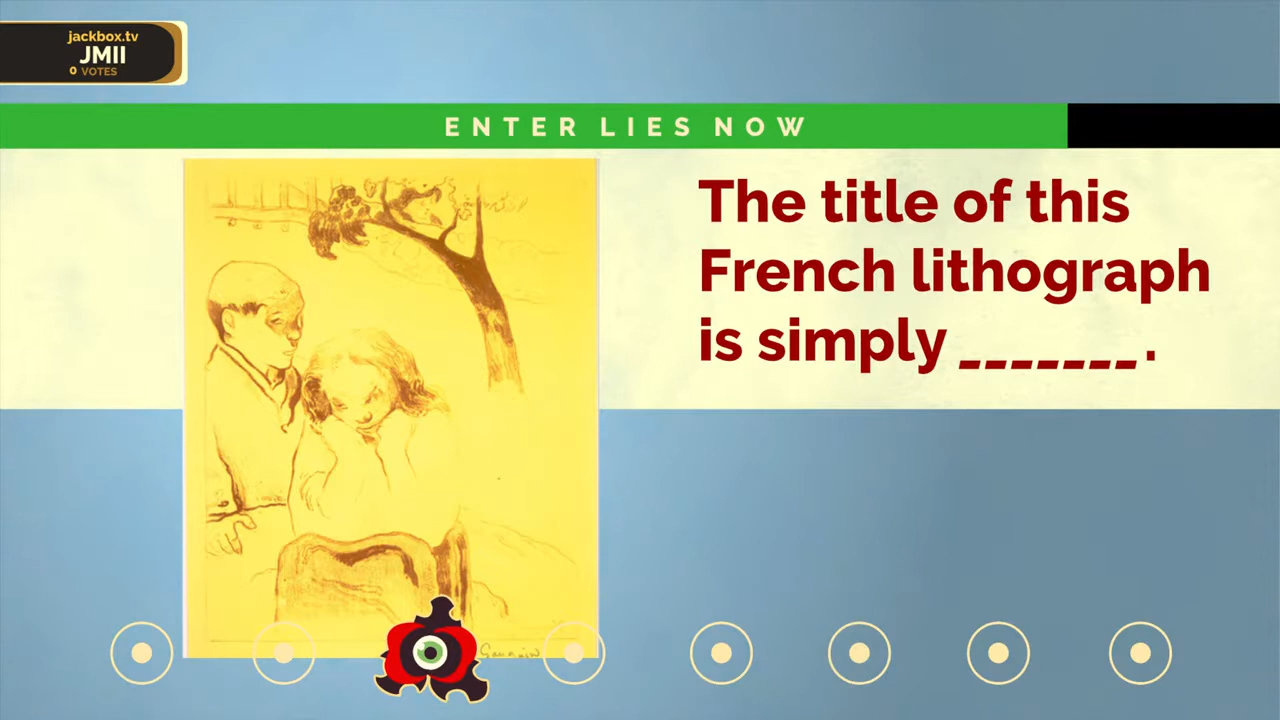 jackbox.tv
JMII
0 VOTES
ENTER LIES NOW
The title of this
French lithograph
is simply _______.